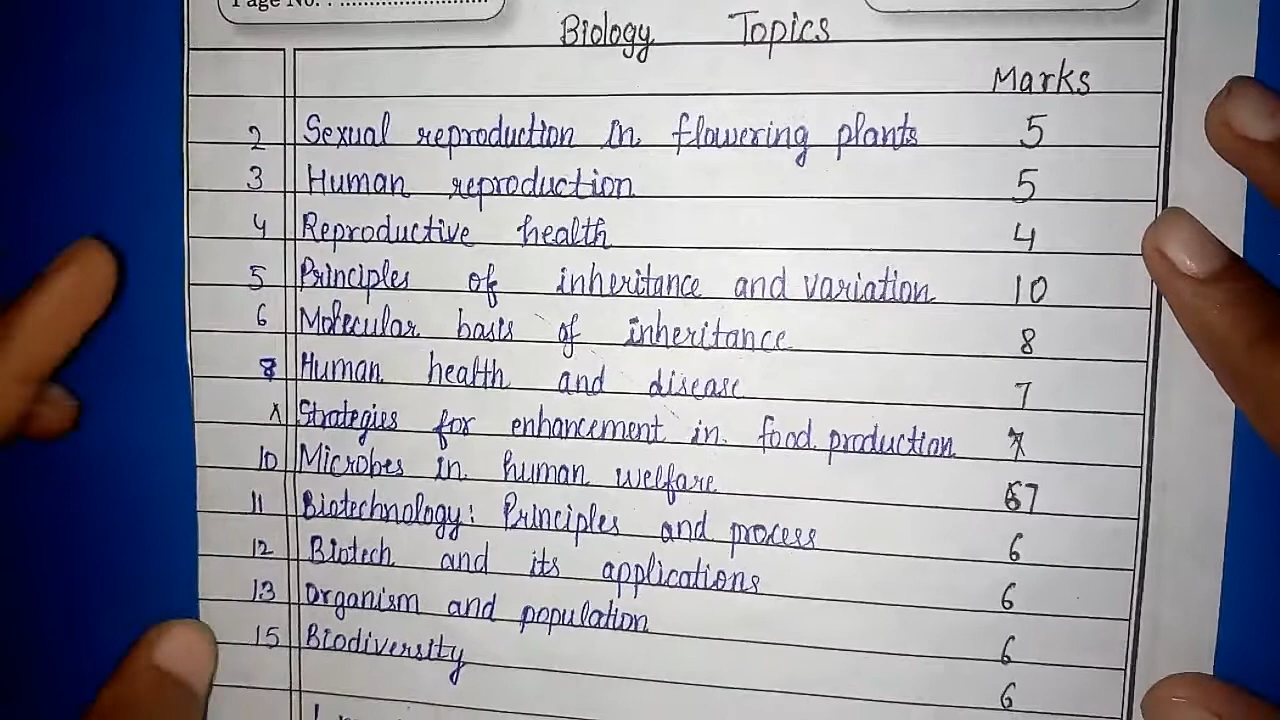 Page No. : ..............................
Biology Topics
Marks
2 Sexual reproduction in flowering plants 5
3 Human reproduction 5
4 Reproductive health 4
5 Principles of inheritance and variation 10
6 Molecular basis of inheritance 8
8 Human health and disease 7
x Strategies for enhancement in food production x
10 Microbes in human welfare 7
11 Biotechnology: Principles and process 6
12 Biotech and its applications 6
13 Organism and population 6
15 Biodiversity 6